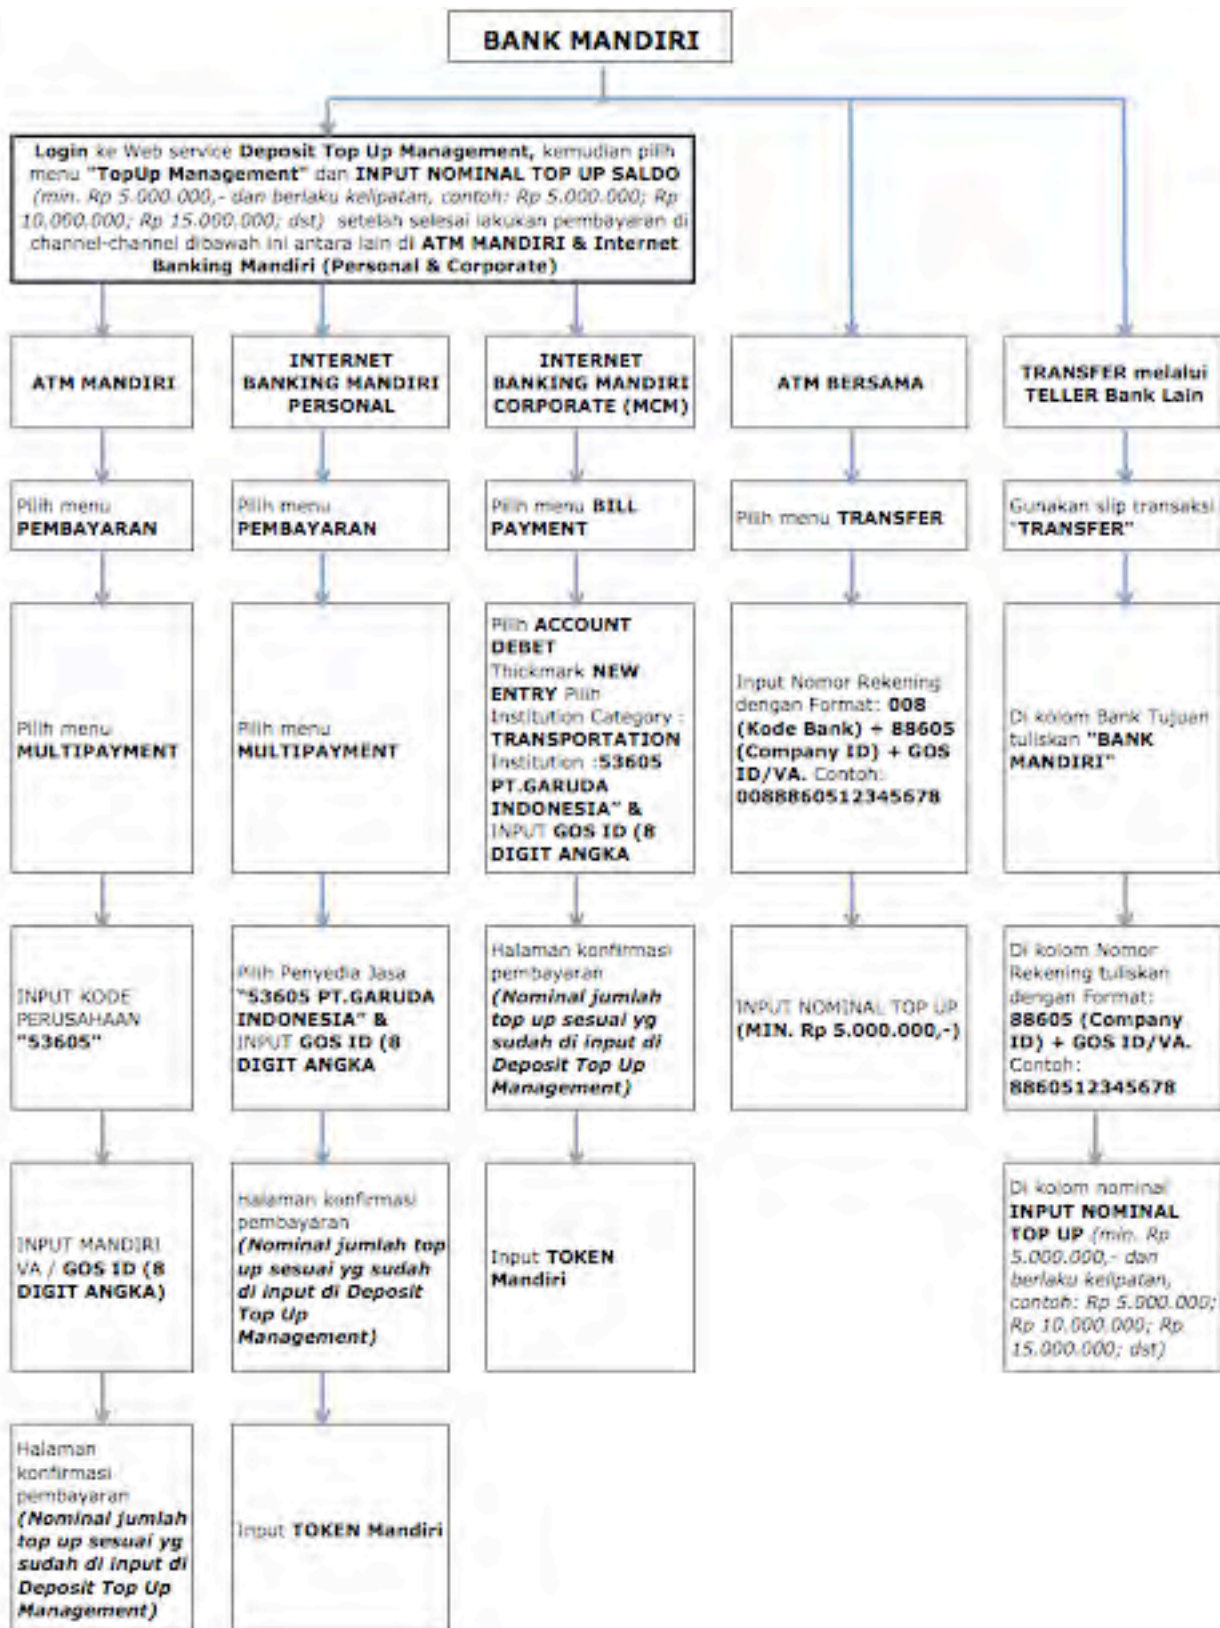 BANK MANDIRI
Login ke Web service Deposit Top Up Management, kemudian pilih
menu "TopUp Management" dan INPUT NOMINAL TOP UP SALDO
(min. Rp 5.000.000,- dan berlaku kelipatan, contoh: Rp 5.000.000; Rp
10.000.000; Rp 15.000.000; dst) setelah selesai lakukan pembayaran di
channel-channel dibawah ini antara lain di ATM MANDIRI & Internet
Banking Mandiri (Personal & Corporate)
ATM MANDIRI
Pilih menu
PEMBAYARAN
Pilih menu
MULTIPAYMENT
INPUT KODE
PERUSAHAAN
"53605"
INPUT MANDIRI
VA / GOS ID (8
DIGIT ANGKA)
Halaman
konfirmasi
pembayaran
(Nominal jumlah
top up sesuai yg
sudah di input di
Deposit Top Up
Management)
INTERNET
BANKING MANDIRI
PERSONAL
Pilih menu
PEMBAYARAN
Pilih menu
MULTIPAYMENT
Pilih Penyedia Jasa
"53605 PT.GARUDA
INDONESIA" &
INPUT GOS ID (8
DIGIT ANGKA
Halaman konfirmasi
pembayaran
(Nominal jumlah top
up sesuai yg sudah
di input di Deposit
Top Up
Management)
Input TOKEN Mandiri
INTERNET
BANKING MANDIRI
CORPORATE (MCM)
Pilih menu BILL
PAYMENT
Pilih ACCOUNT
DEBET
Thickmark NEW
ENTRY Pilih
Institution Category :
TRANSPORTATION
Institution :53605
PT.GARUDA
INDONESIA" &
INPUT GOS ID (8
DIGIT ANGKA
Halaman konfirmasi
pembayaran
(Nominal jumlah
top up sesuai yg
sudah di input di
Deposit Top Up
Management)
Input TOKEN
Mandiri
ATM BERSAMA
Pilih menu TRANSFER
Input Nomor Rekening
dengan Format: 008
(Kode Bank) + 88605
(Company ID) + GOS
ID/VA. Contoh:
0088860512345678
INPUT NOMINAL TOP UP
(MIN. Rp 5.000.000,-)
TRANSFER melalui
TELLER Bank Lain
Gunakan slip transaksi
"TRANSFER"
Di kolom Bank Tujuan
tuliskan "BANK
MANDIRI"
Di kolom Nomor
Rekening tuliskan
dengan Format:
88605 (Company
ID) + GOS ID/VA.
Contoh:
8860512345678
Di kolom nominal
INPUT NOMINAL
TOP UP (min. Rp
5.000.000,- dan
berlaku kelipatan,
contoh: Rp 5.000.000;
Rp 10.000.000; Rp
15.000.000; dst)